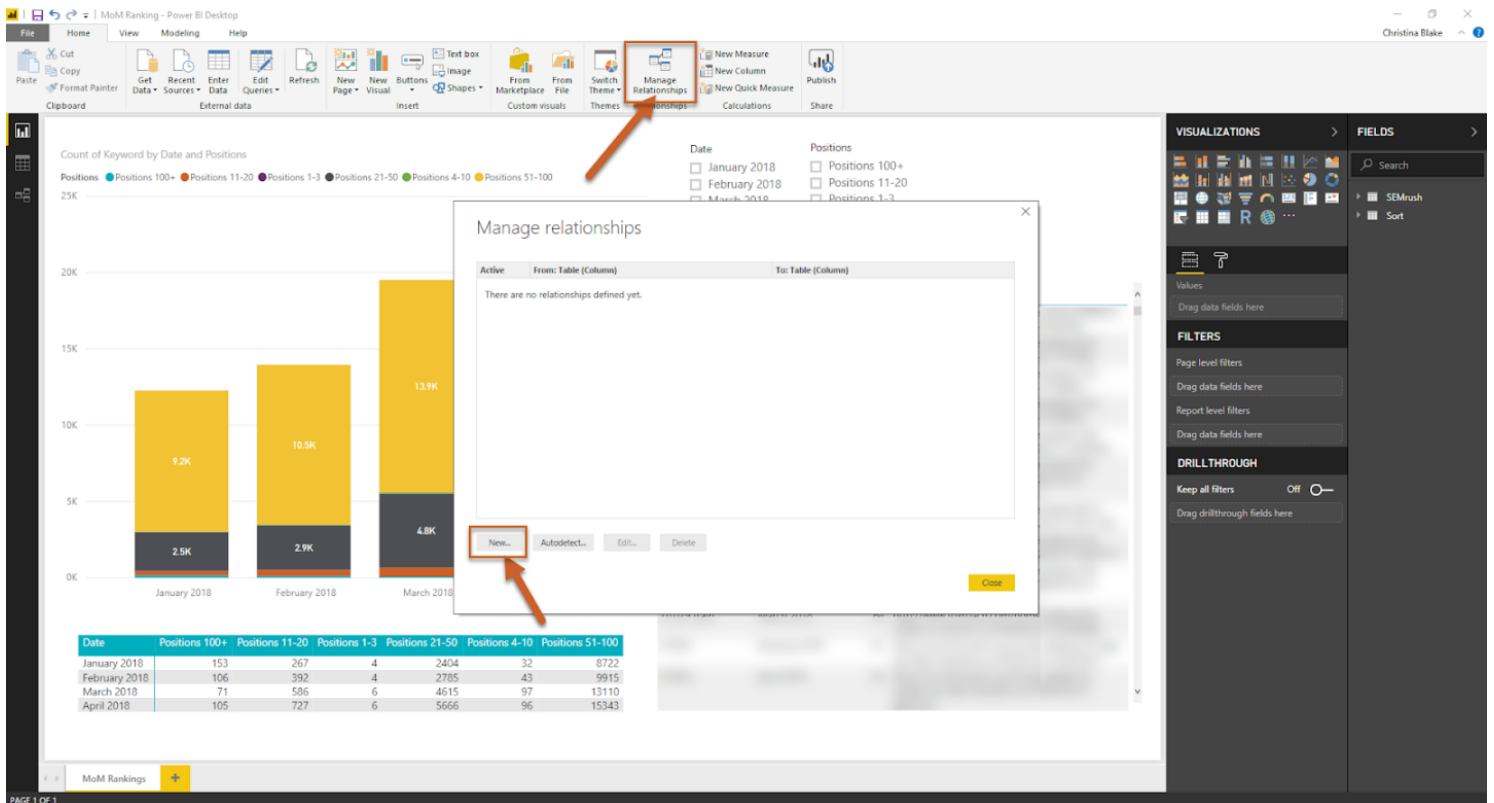 MoM Ranking - Power BI Desktop
File Home View Modeling Help
Christina Blake
Paste
Cut
Copy
Format Painter
Clipboard
Get Data
Recent Sources
Enter Data
Edit Queries
Refresh
External data
New Page
New Visual
Buttons
Text box
Image
Shapes
Insert
From Marketplace
From File
Custom visuals
Switch Theme
Themes
Manage Relationships
Relationships
New Measure
New Column
New Quick Measure
Calculations
Publish
Share
Count of Keyword by Date and Positions
Positions Positions 100+ Positions 11-20 Positions 1-3 Positions 21-50 Positions 4-10 Positions 51-100
25K
20K
15K
10K
5K
0K
9.2K
2.5K
10.5K
2.9K
13.9K
4.8K
January 2018 February 2018 March 2018
Date
January 2018
February 2018
March 2018
Positions
Positions 100+
Positions 11-20
Positions 1-3
Manage relationships
Active From: Table (Column) To: Table (Column)
There are no relationships defined yet.
New... Autodetect... Edit... Delete
Close
Date Positions 100+ Positions 11-20 Positions 1-3 Positions 21-50 Positions 4-10 Positions 51-100
January 2018 153 267 4 2404 32 8722
February 2018 106 392 4 2785 43 9915
March 2018 71 586 6 4615 97 13110
April 2018 105 727 6 5666 96 15343
VISUALIZATIONS
R
Values
Drag data fields here
FILTERS
Page level filters
Drag data fields here
Report level filters
Drag data fields here
DRILLTHROUGH
Keep all filters Off
Drag drillthrough fields here
FIELDS
Search
SEMrush
Sort
MoM Rankings
PAGE 1 OF 1